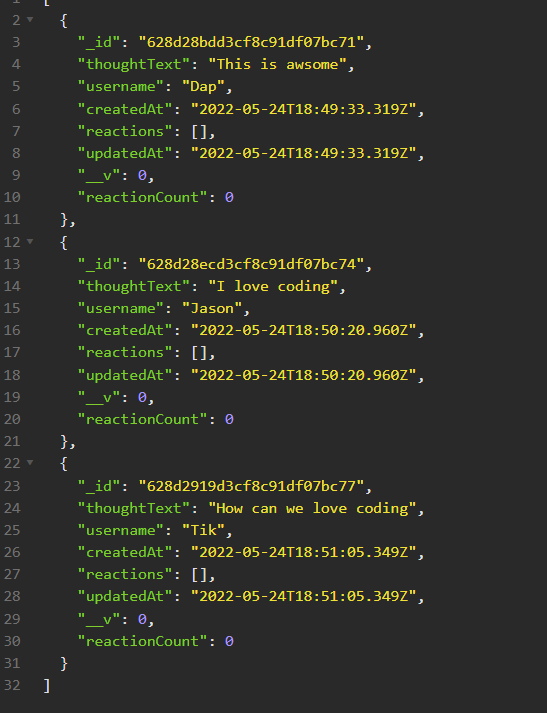 1 [
2 {
3 "_id": "628d28bdd3cf8c91df07bc71",
4 "thoughtText": "This is awsome",
5 "username": "Dap",
6 "createdAt": "2022-05-24T18:49:33.319Z",
7 "reactions": [],
8 "updatedAt": "2022-05-24T18:49:33.319Z",
9 "__v": 0,
10 "reactionCount": 0
11 },
12 {
13 "_id": "628d28ecd3cf8c91df07bc74",
14 "thoughtText": "I love coding",
15 "username": "Jason",
16 "createdAt": "2022-05-24T18:50:20.960Z",
17 "reactions": [],
18 "updatedAt": "2022-05-24T18:50:20.960Z",
19 "__v": 0,
20 "reactionCount": 0
21 },
22 {
23 "_id": "628d2919d3cf8c91df07bc77",
24 "thoughtText": "How can we love coding",
25 "username": "Tik",
26 "createdAt": "2022-05-24T18:51:05.349Z",
27 "reactions": [],
28 "updatedAt": "2022-05-24T18:51:05.349Z",
29 "__v": 0,
30 "reactionCount": 0
31 }
32 ]